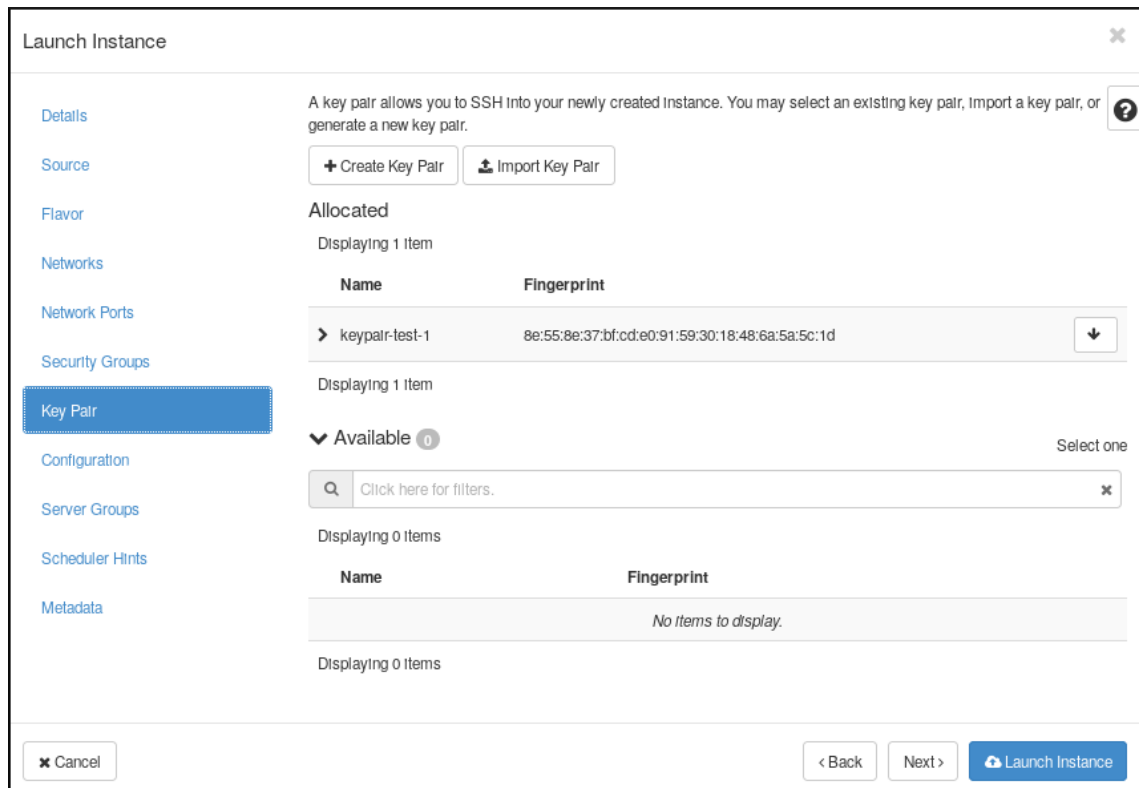 Launch Instance
Details
Source
Flavor
Networks
Network Ports
Security Groups
Key Pair
Configuration
Server Groups
Scheduler Hints
Metadata
A key pair allows you to SSH into your newly created instance. You may select an existing key pair, import a key pair, or
generate a new key pair.
Create Key Pair Import Key Pair
Allocated
Displaying 1 item
Name Fingerprint
keypair-test-1 8e:55:8e:37:bf:cd:e0:91:59:30:18:48:6a:5a:5c:1d
Displaying 1 item
Available 0
Select one
Click here for filters.
Displaying 0 items
Name Fingerprint
No items to display.
Displaying 0 items
Cancel
Back Next Launch Instance